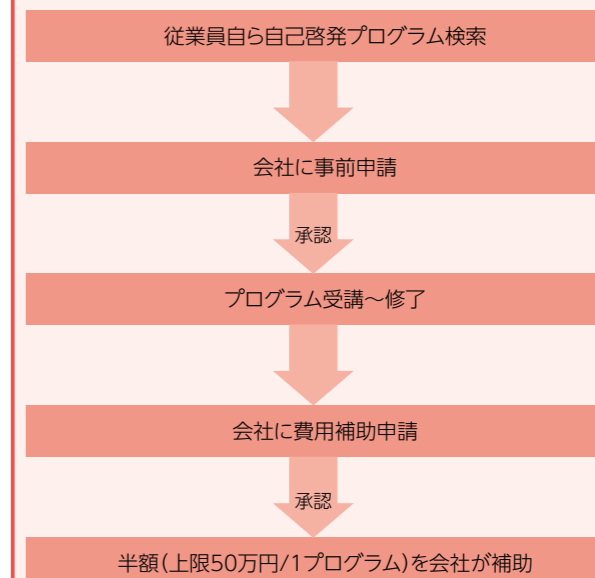 従業員自ら自己啓発プログラム検索
会社に事前申請
承認
プログラム受講～修了
会社に費用補助申請
承認
半額(上限50万円/1プログラム)を会社が補助